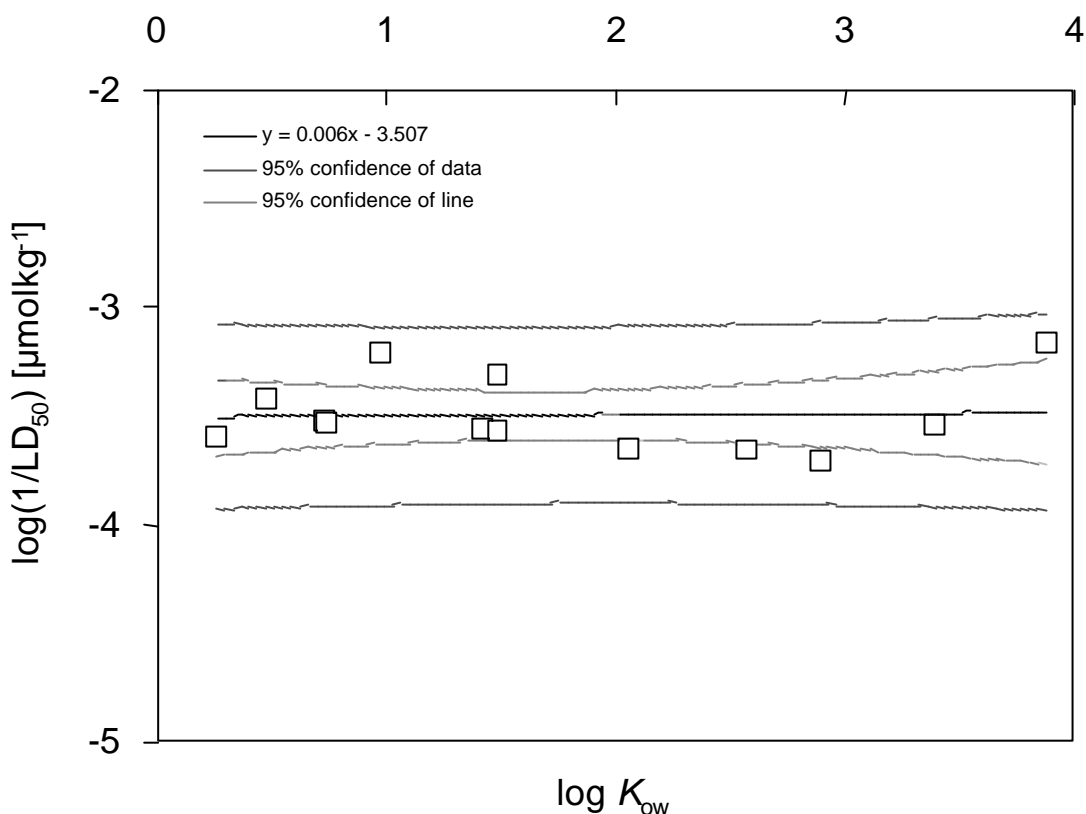 0 1 2 3 4
-2
y = 0.006x - 3.507
95% confidence of data
95% confidence of line
-3
-4
-5
log(1/LD₅₀) [μmolkg⁻¹]
log Kow